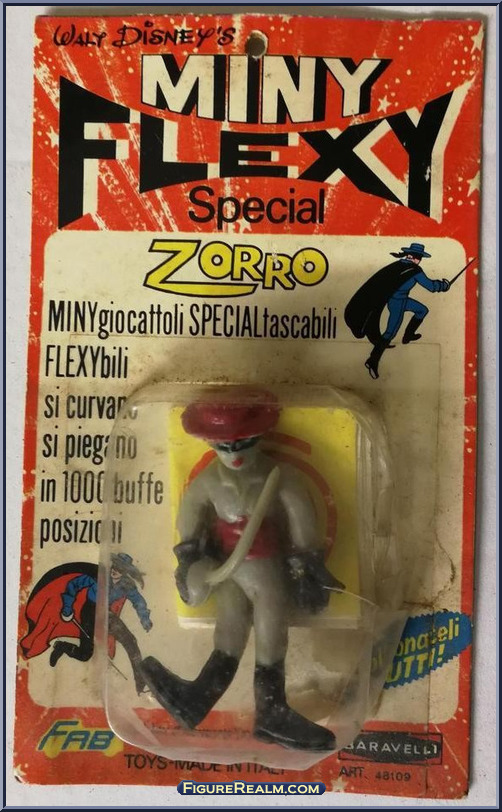 WALT DISNEY'S
MINY
FLEXY
Special
ZORRO
MINYgiocattoli SPECIALtascabili
FLEXYbili
si curvano
si piegano
in 1000 buffe
posizioni
FAB
TOYS-MADE IN ITALY
BARAVELLI
ART. 48109
FIGUREREALM.COM